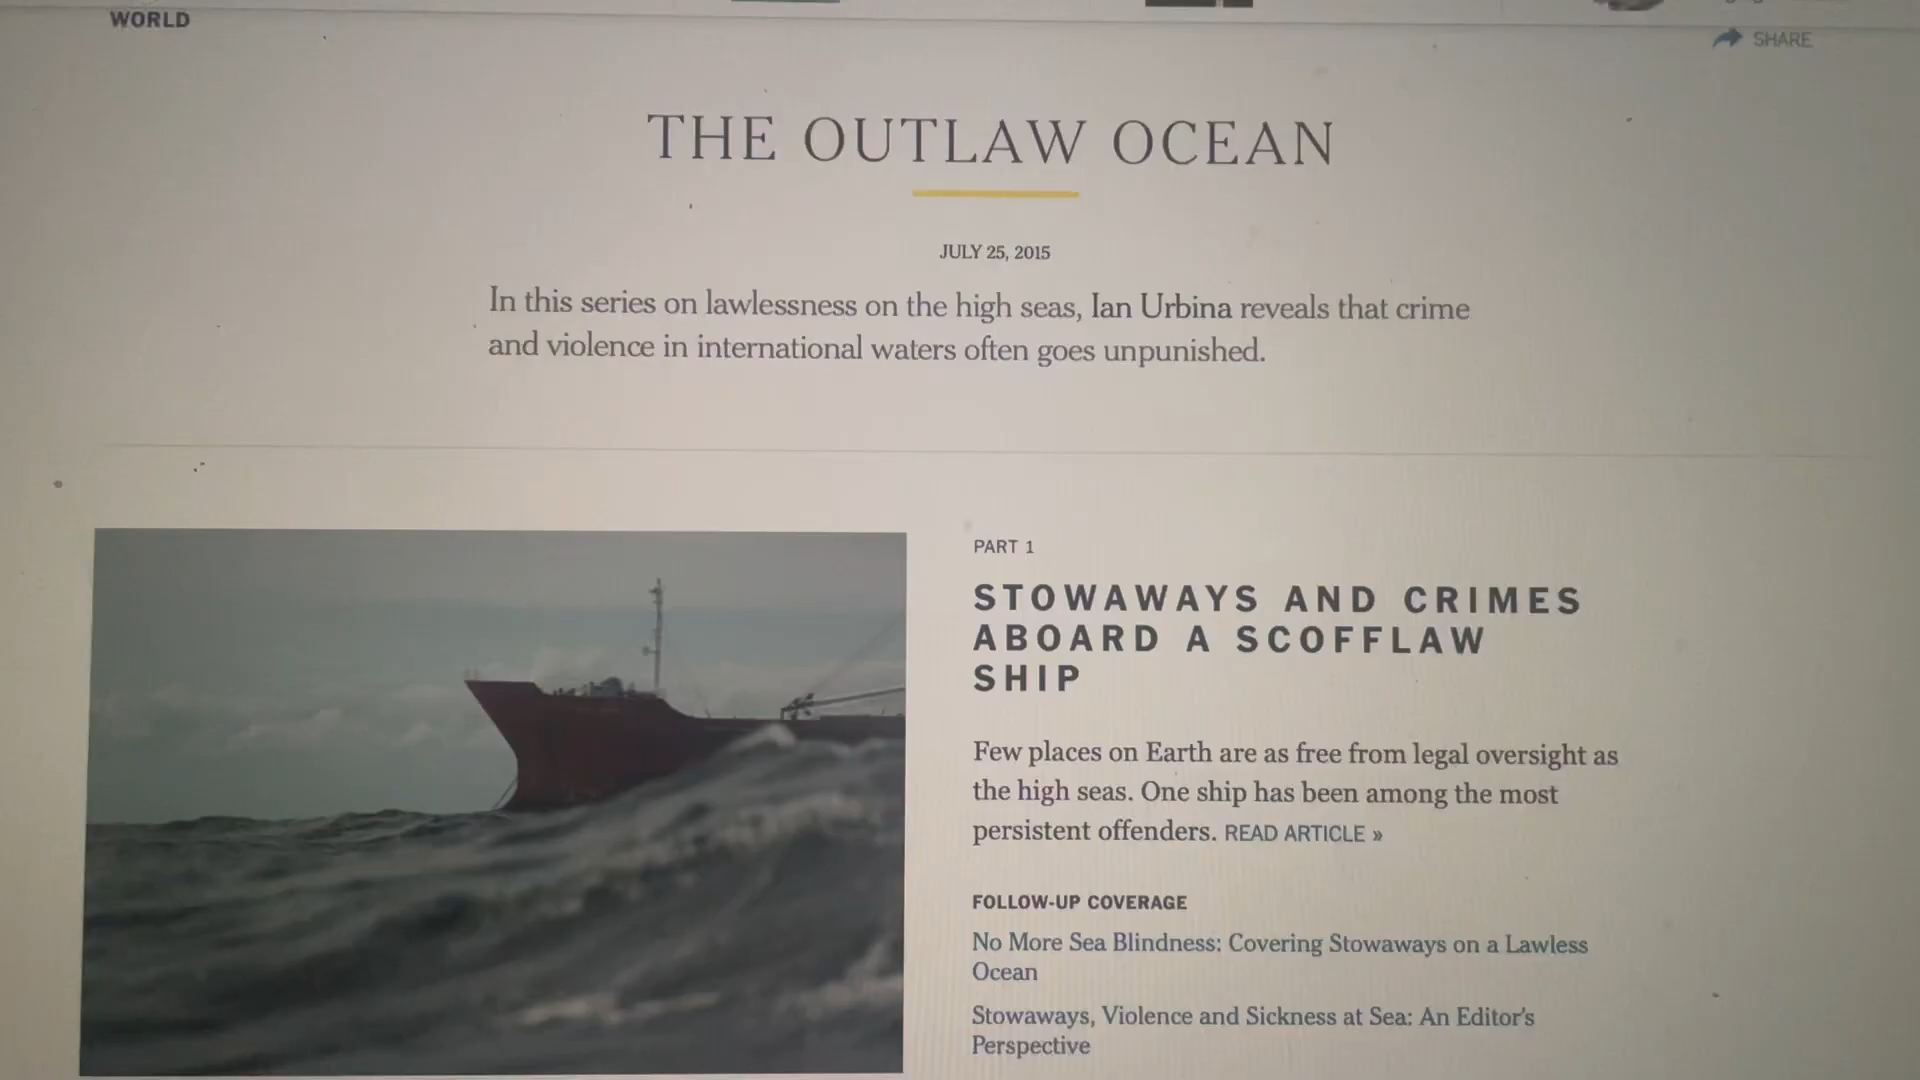 WORLD
SHARE
THE OUTLAW OCEAN
JULY 25, 2015
In this series on lawlessness on the high seas, Ian Urbina reveals that crime
and violence in international waters often goes unpunished.
PART 1
STOWAWAYS AND CRIMES
ABOARD A SCOFFLAW
SHIP
Few places on Earth are as free from legal oversight as
the high seas. One ship has been among the most
persistent offenders. READ ARTICLE »
FOLLOW-UP COVERAGE
No More Sea Blindness: Covering Stowaways on a Lawless
Ocean
Stowaways, Violence and Sickness at Sea: An Editor's
Perspective